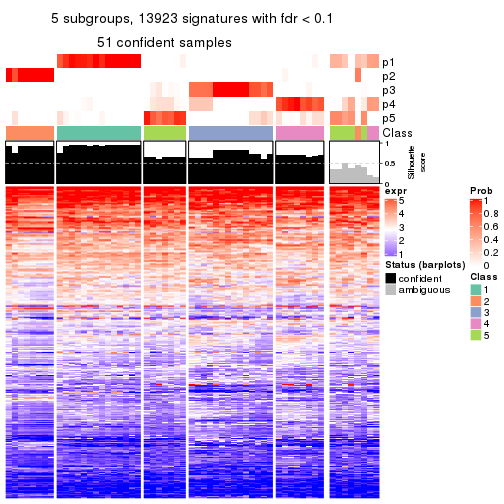 5 subgroups, 13923 signatures with fdr < 0.1
51 confident samples
p1
p2
p3
p4
p5
Class
1
0.5
0
Silhouette
score
expr
5
4
3
2
1
Status (barplots)
confident
ambiguous
Prob
1
0.8
0.6
0.4
0.2
0
Class
1
2
3
4
5